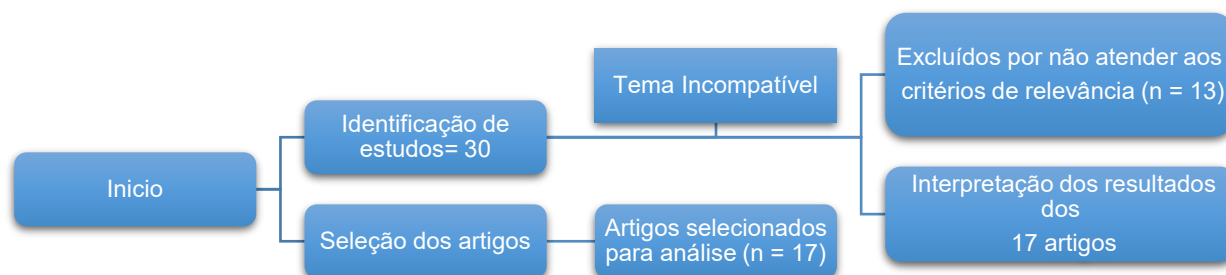 Inicio
Identificação de
estudos= 30
Seleção dos artigos
Tema Incompatível
Artigos selecionados
para análise (n = 17)
Excluídos por não atender aos
critérios de relevância (n = 13)
Interpretação dos resultados
dos
17 artigos